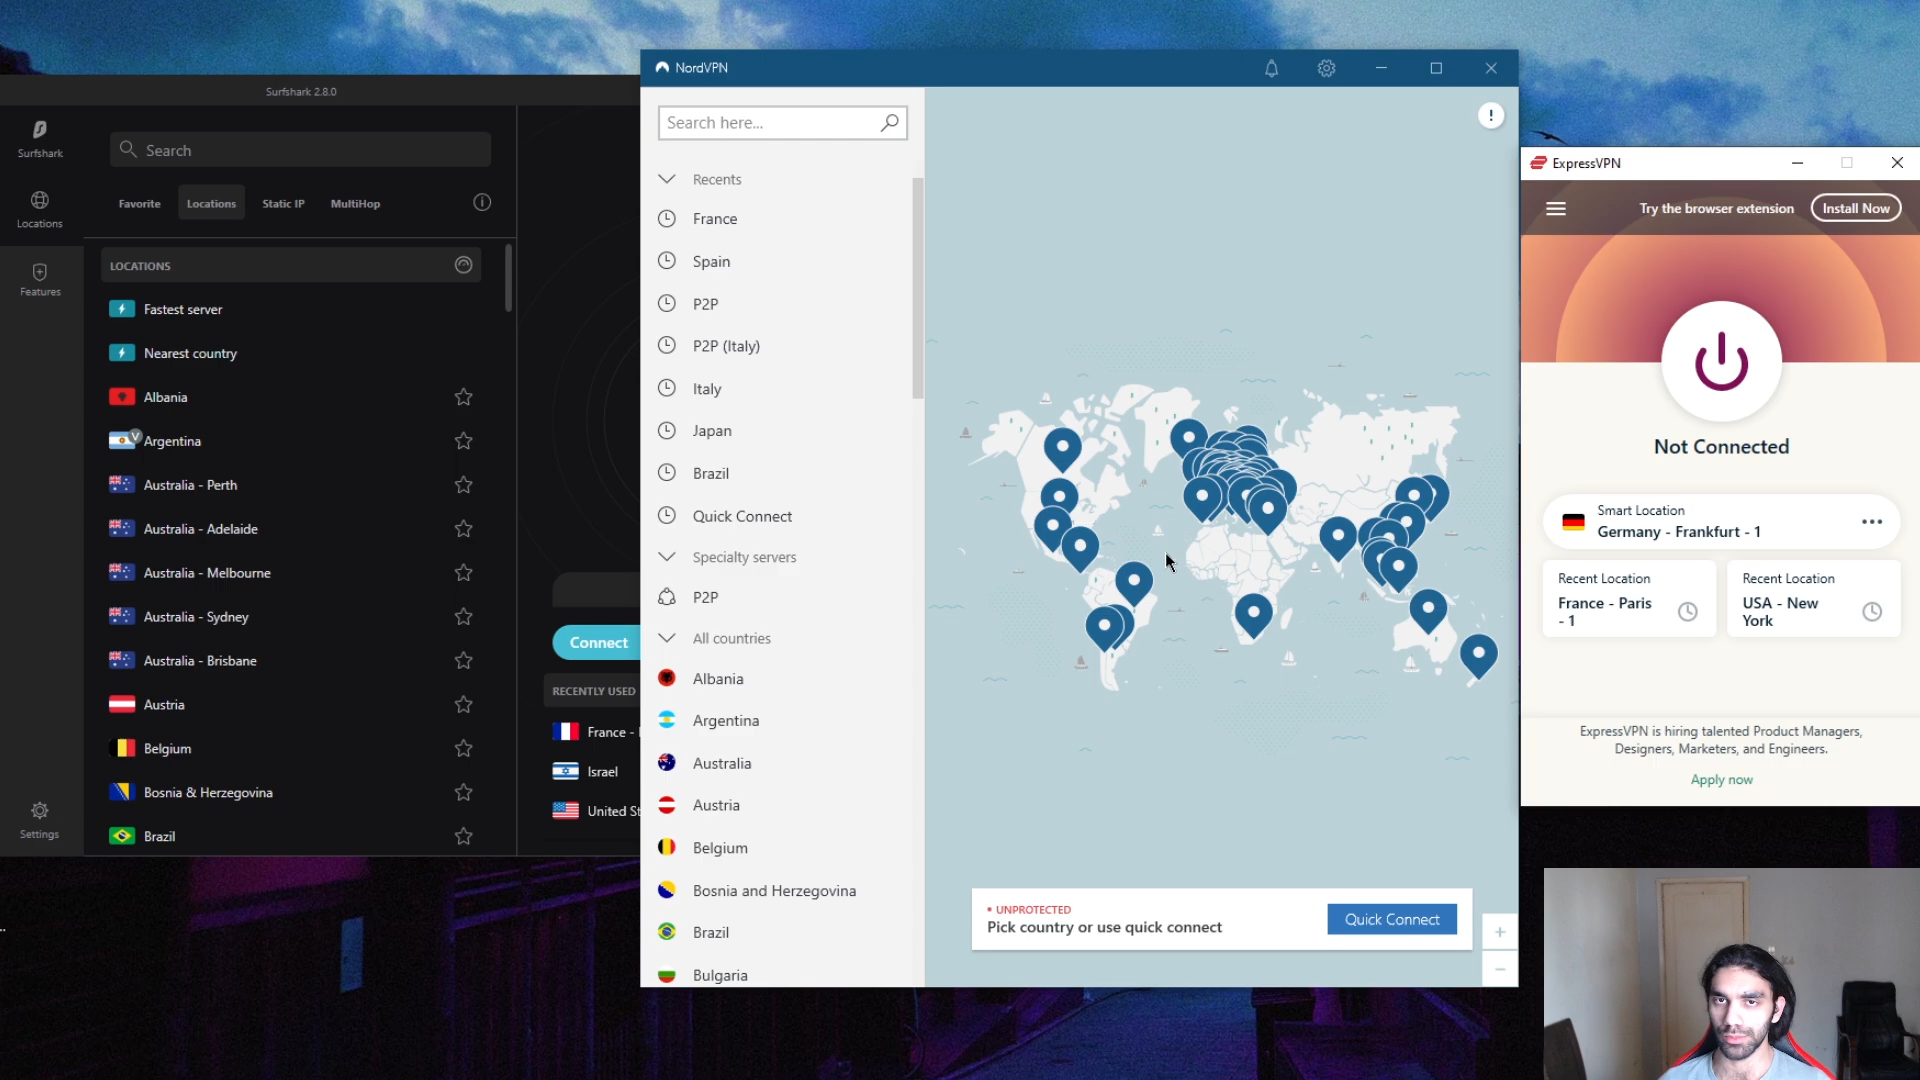 Surfshark 2.8.0
Surfshark
Locations
Features
Settings
Search
Favorite
Locations
Static IP
MultiHop
LOCATIONS
Fastest server
Nearest country
Albania
V
Argentina
Australia - Perth
Australia - Adelaide
Australia - Melbourne
Australia - Sydney
Australia - Brisbane
Austria
Belgium
Bosnia & Herzegovina
Brazil
Connect
RECENTLY USED
France -
Israel
United St
NordVPN
Search here...
Recents
France
Spain
P2P
P2P (Italy)
Italy
Japan
Brazil
Quick Connect
Specialty servers
P2P
All countries
Albania
Argentina
Australia
Austria
Belgium
Bosnia and Herzegovina
Brazil
Bulgaria
!
UNPROTECTED
Pick country or use quick connect
Quick Connect
ExpressVPN
Try the browser extension
Install Now
Not Connected
Smart Location
Germany - Frankfurt - 1
Recent Location
France - Paris
- 1
Recent Location
USA - New
York
ExpressVPN is hiring talented Product Managers,
Designers, Marketers, and Engineers.
Apply now